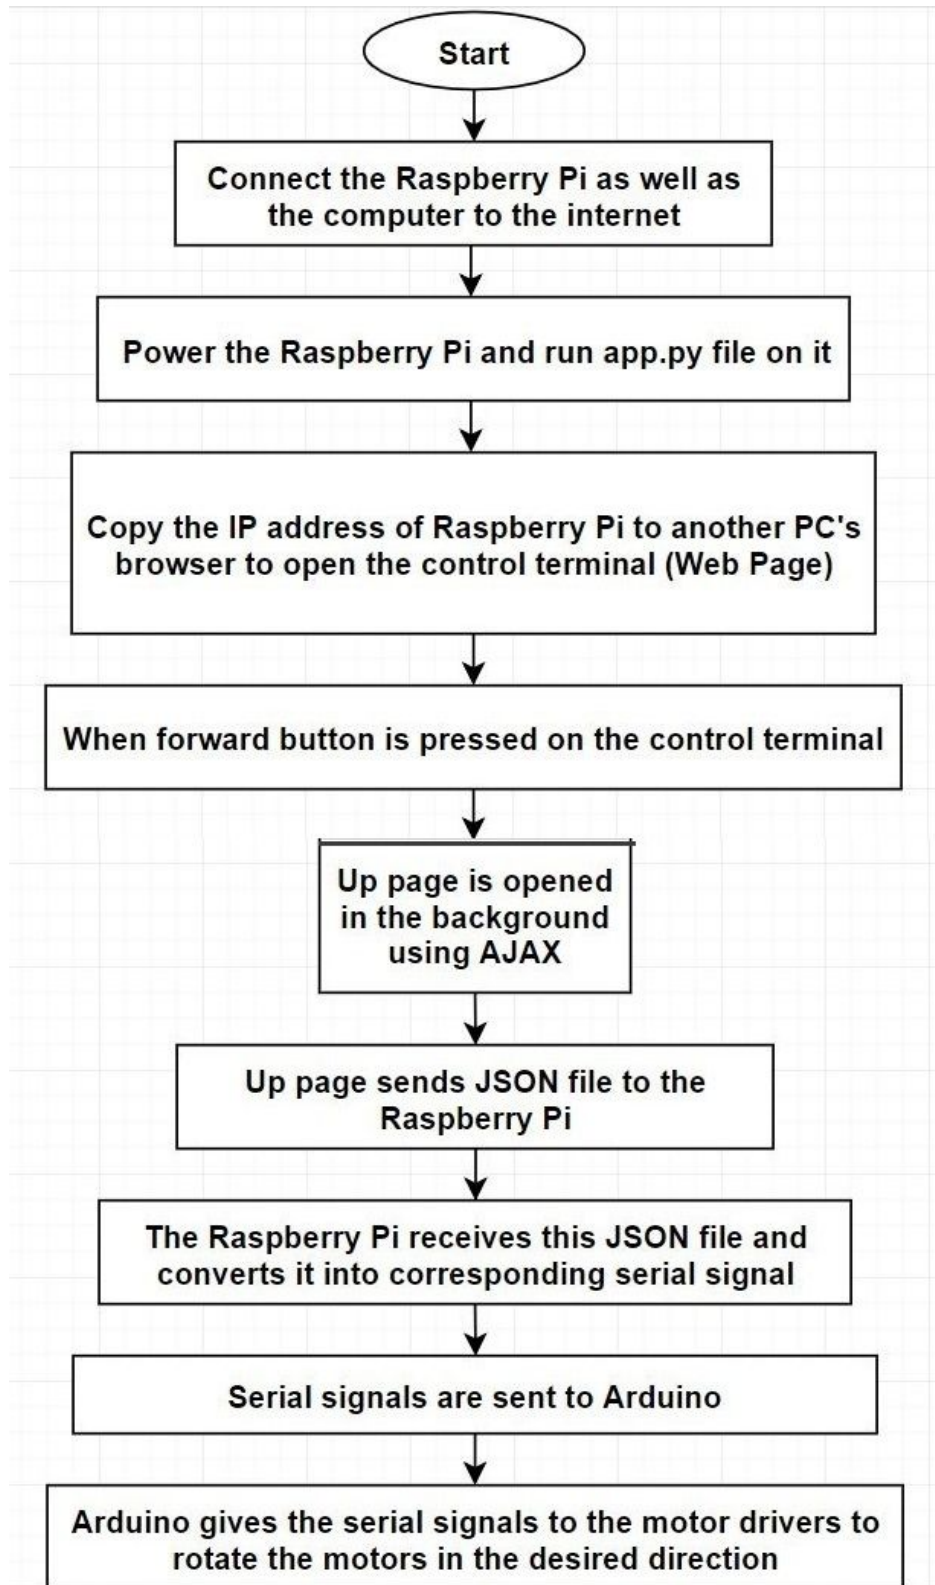 Start
Connect the Raspberry Pi as well as
the computer to the internet
Power the Raspberry Pi and run app.py file on it
Copy the IP address of Raspberry Pi to another PC's
browser to open the control terminal (Web Page)
When forward button is pressed on the control terminal
Up page is opened
in the background
using AJAX
Up page sends JSON file to the
Raspberry Pi
The Raspberry Pi receives this JSON file and
converts it into corresponding serial signal
Serial signals are sent to Arduino
Arduino gives the serial signals to the motor drivers to
rotate the motors in the desired direction